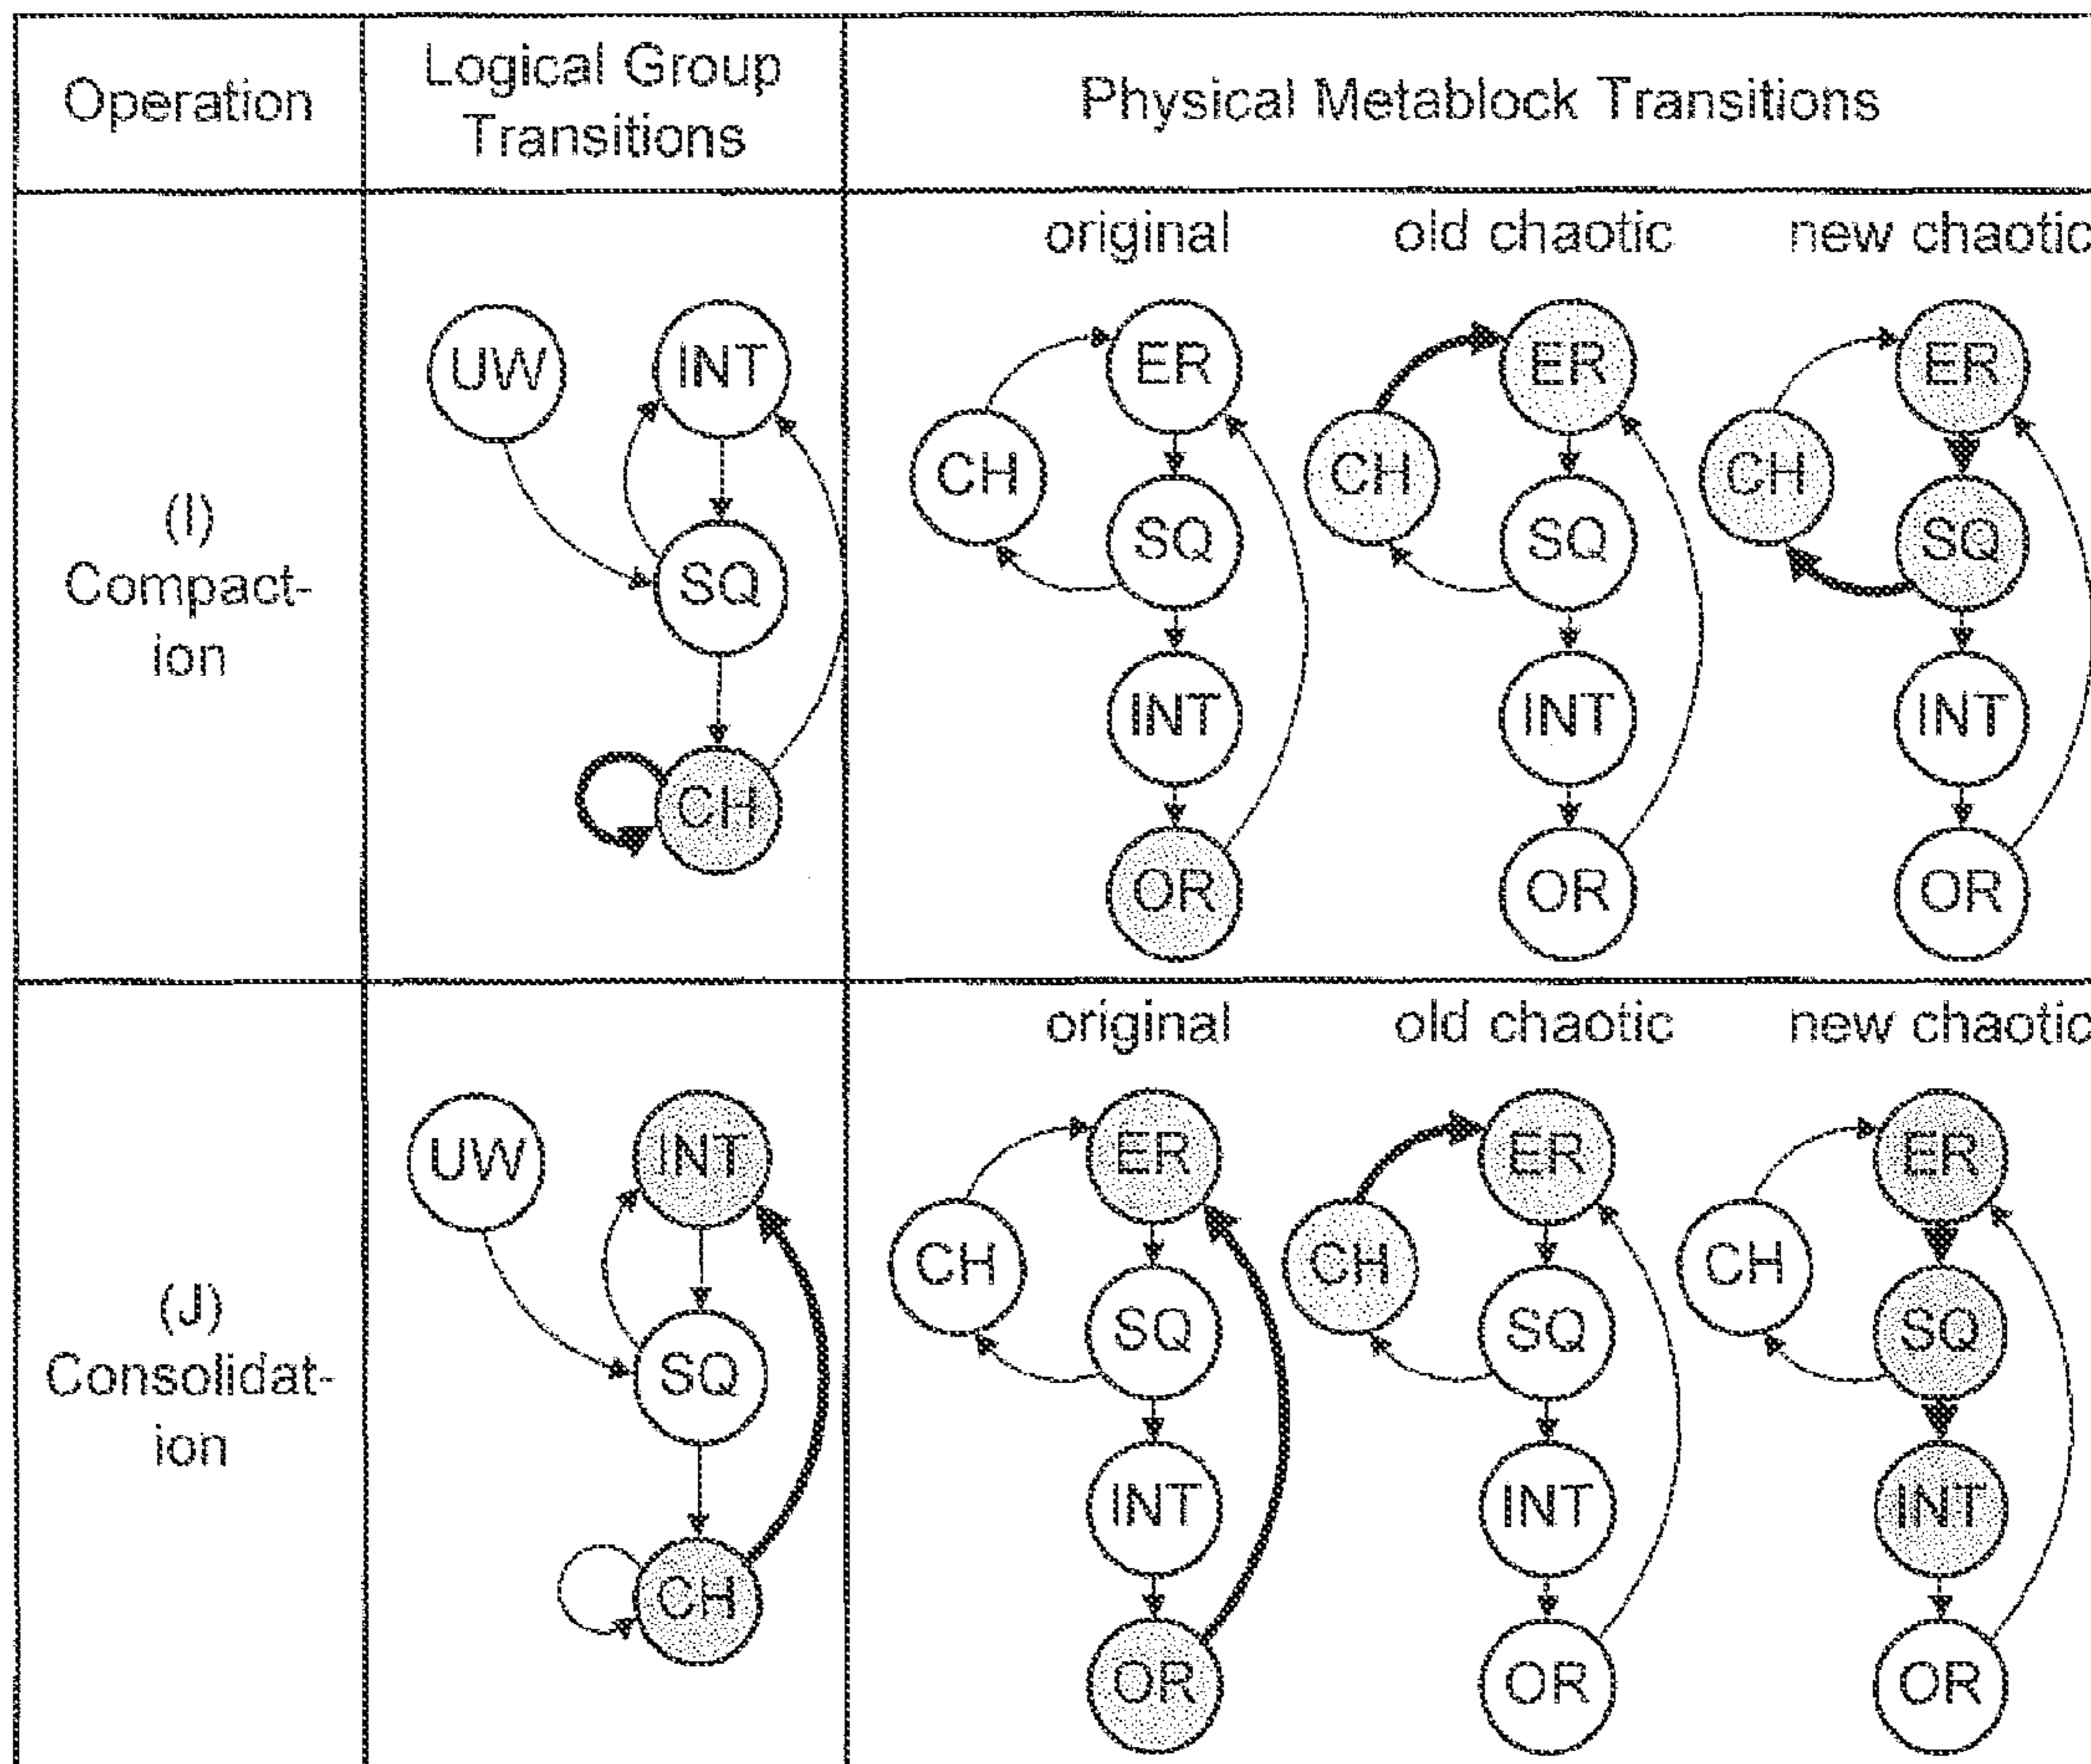 Operation
Logical Group
Transitions
Physical Metablock Transitions
(I)
Compact-
ion
UW
INT
SQ
CH
original
ER
CH
SQ
INT
OR
old chaotic
ER
CH
SQ
INT
OR
new chaotic
ER
CH
SQ
INT
OR
(J)
Consolidat-
ion
UW
INT
SQ
CH
original
ER
CH
SQ
INT
OR
old chaotic
ER
CH
SQ
INT
OR
new chaotic
ER
CH
SQ
INT
OR